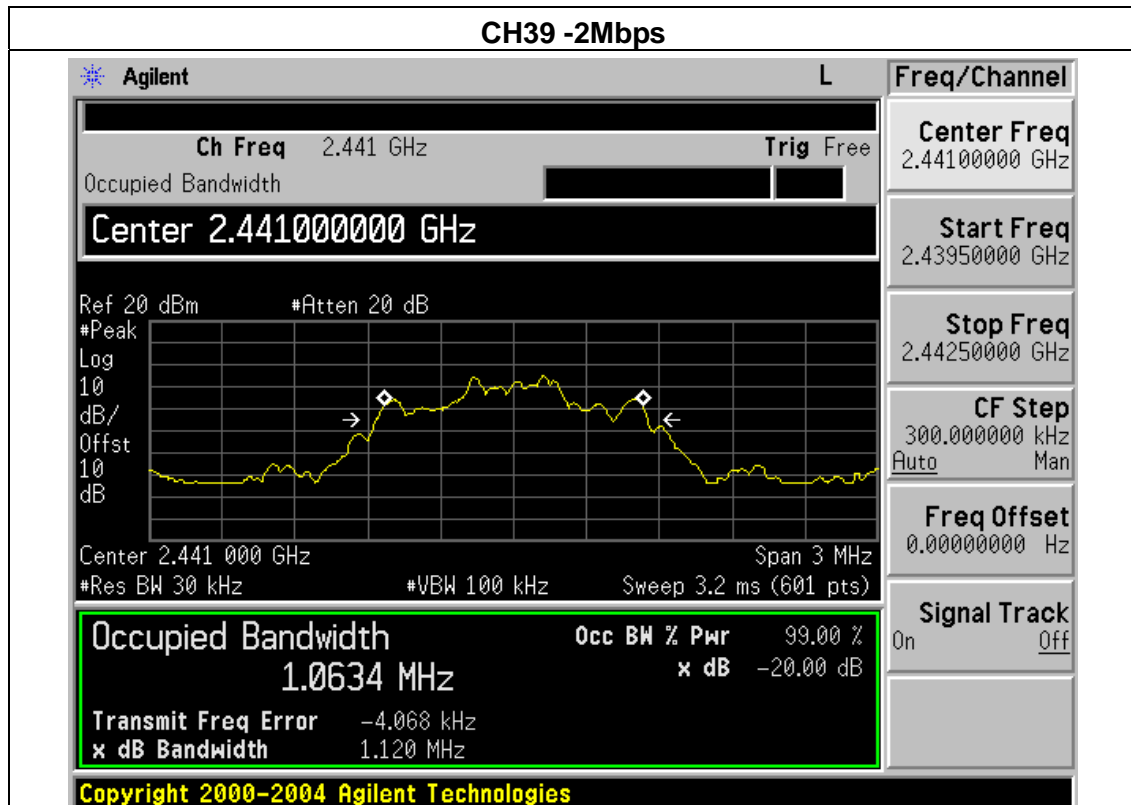 CH39 -2Mbps
Agilent L Freq/Channel
Ch Freq 2.441 GHz Trig Free
Occupied Bandwidth
Center 2.441000000 GHz
Ref 20 dBm #Atten 20 dB
#Peak
Log
10
dB/
Offst
10
dB
Center 2.441 000 GHz Span 3 MHz
#Res BW 30 kHz #VBW 100 kHz Sweep 3.2 ms (601 pts)
Occupied Bandwidth Occ BW % Pwr 99.00 %
1.0634 MHz x dB -20.00 dB
Transmit Freq Error -4.068 kHz
x dB Bandwidth 1.120 MHz
Center Freq
2.44100000 GHz
Start Freq
2.43950000 GHz
Stop Freq
2.44250000 GHz
CF Step
300.000000 kHz
Auto Man
Freq Offset
0.00000000 Hz
Signal Track
On Off
Copyright 2000-2004 Agilent Technologies